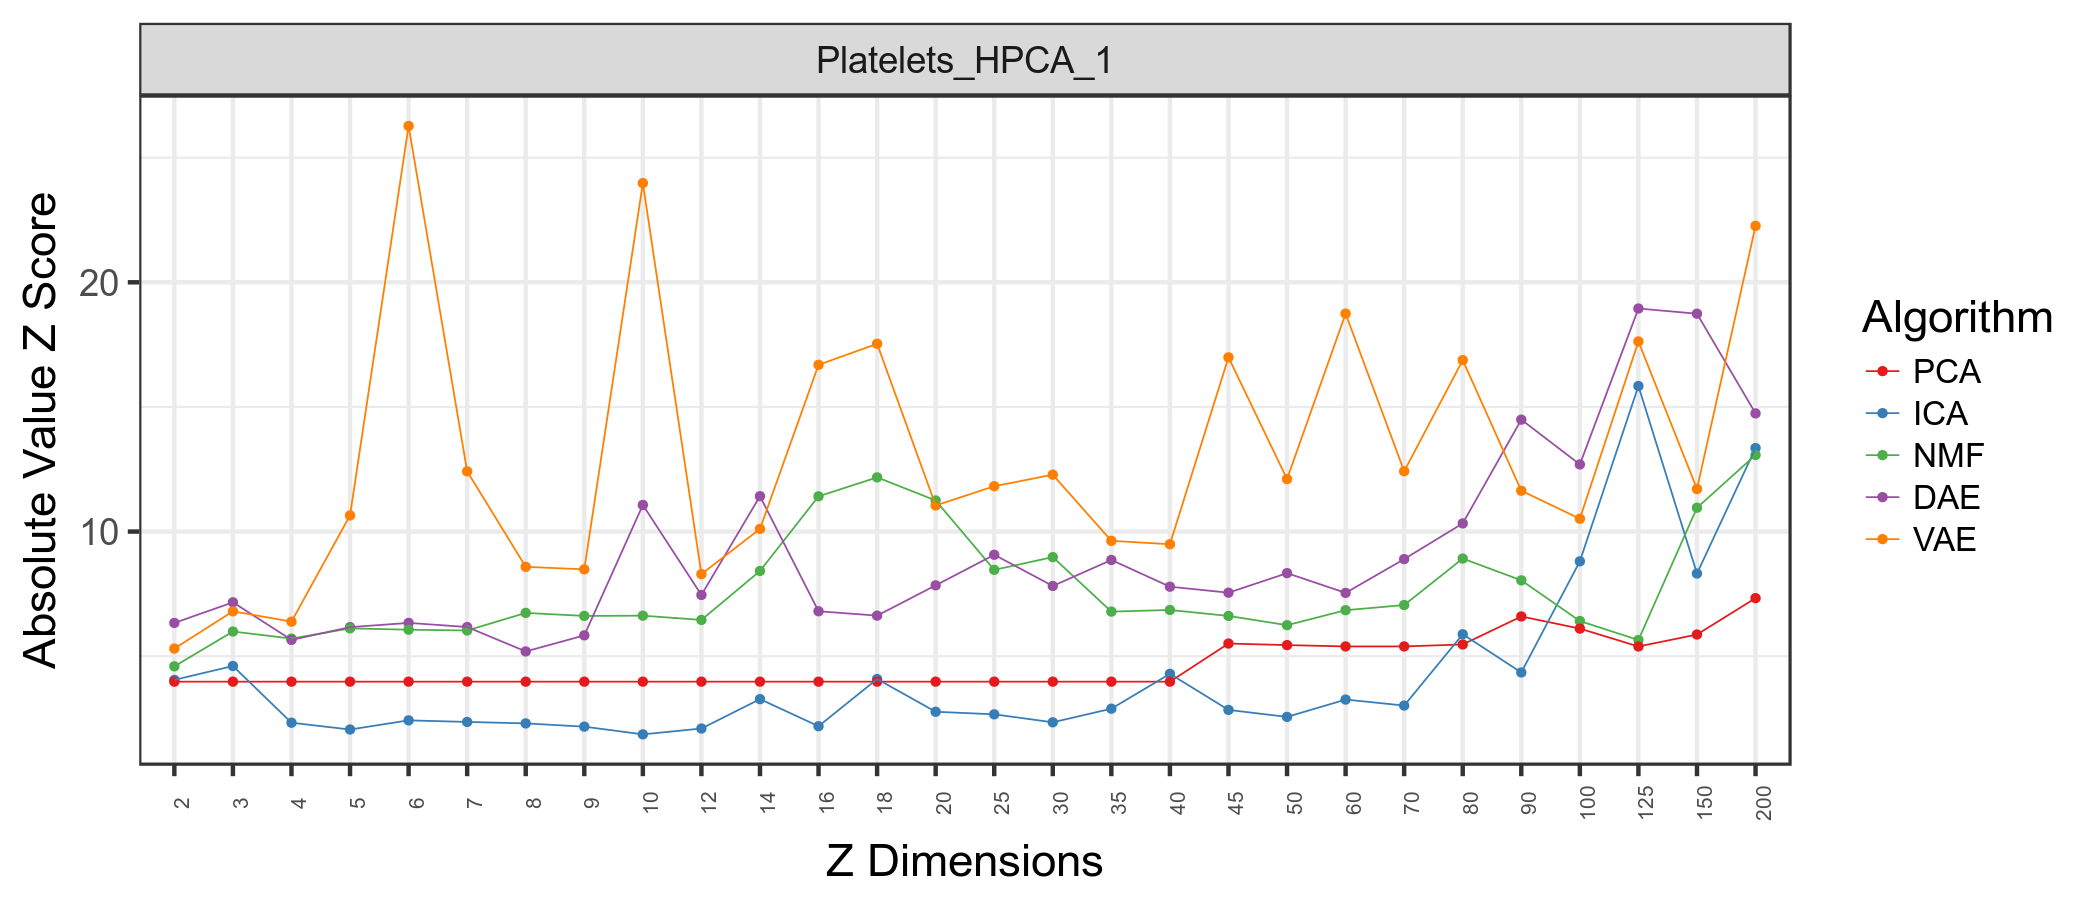 Platelets_HPCA_1
Absolute Value Z Score
20
10
2 3 4 5 6 7 8 9 10 12 14 16 18 20 25 30 35 40 45 50 60 70 80 90 100 125 150 200
Z Dimensions
Algorithm
PCA
ICA
NMF
DAE
VAE